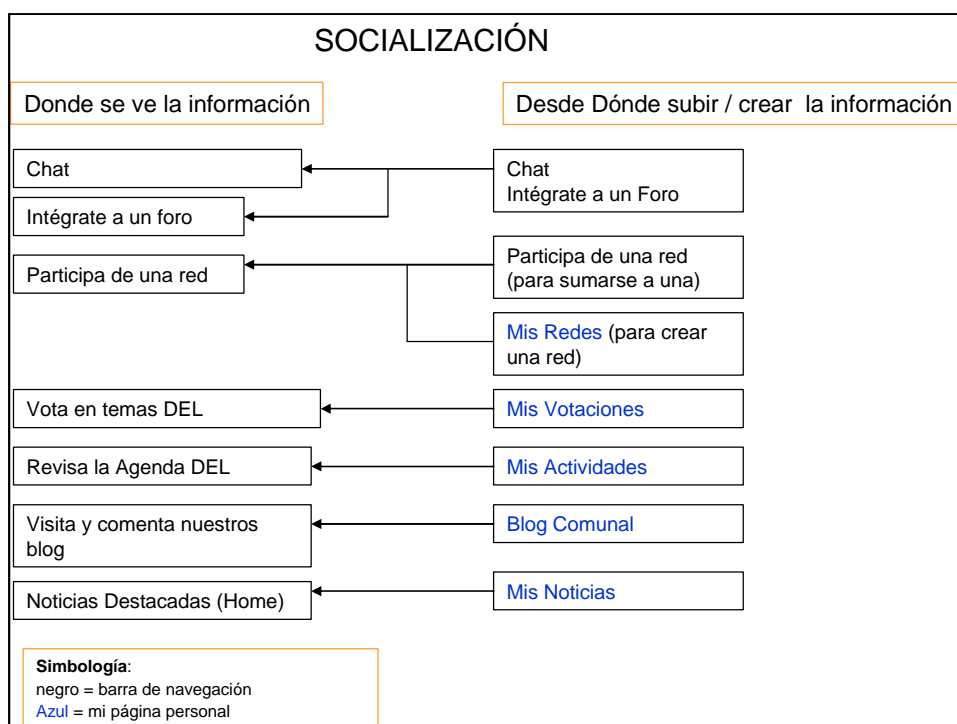 SOCIALIZACIÓN
Donde se ve la información
Desde Dónde subir / crear la información
Chat
Intégrate a un foro
Participa de una red
Vota en temas DEL
Revisa la Agenda DEL
Visita y comenta nuestros
blog
Noticias Destacadas (Home)
Chat
Intégrate a un Foro
Participa de una red
(para sumarse a una)
Mis Redes (para crear
una red)
Mis Votaciones
Mis Actividades
Blog Comunal
Mis Noticias
Simbología:
negro = barra de navegación
Azul = mi página personal